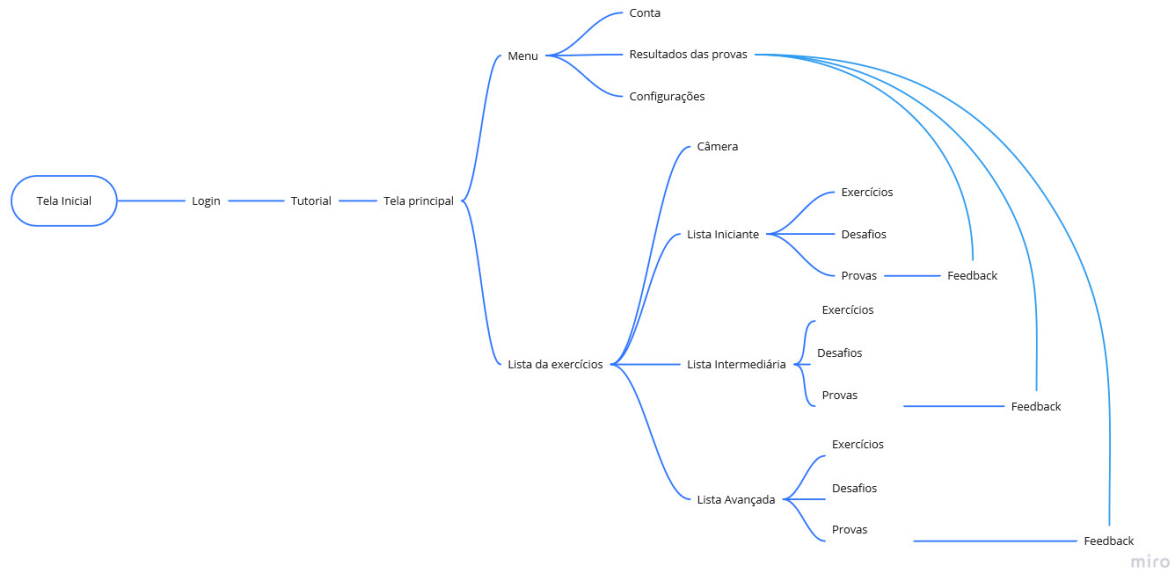 Tela Inicial
Login
Tutorial
Tela principal
Menu
Conta
Resultados das provas
Configurações
Lista da exercícios
Câmera
Lista Iniciante
Exercícios
Desafios
Provas
Feedback
Lista Intermediária
Exercícios
Desafios
Provas
Feedback
Lista Avançada
Exercícios
Desafios
Provas
Feedback
miro